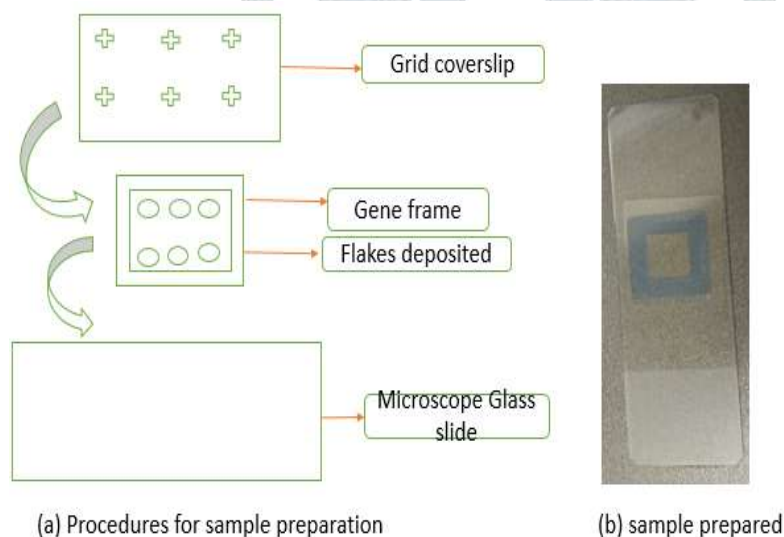 Grid coverslip
Gene frame
Flakes deposited
Microscope Glass
slide
(a) Procedures for sample preparation
(b) sample prepared